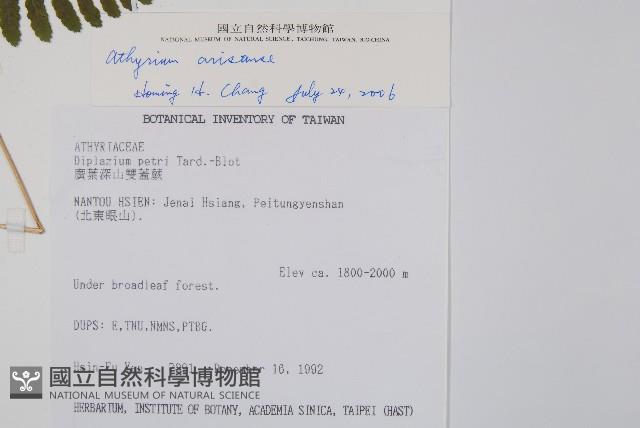 國立自然科學博物館
NATIONAL MUSEUM OF NATURAL SCIENCE, TAICHUNG, TAIWAN, R.O.CHINA
Athyrium arisanense
H. Chang July 24, 2006
BOTANICAL INVENTORY OF TAIWAN
ATHYRIACEAE
Diplazium petri Tard.-Blot
廣葉深山雙蓋蕨
NANTOU HSIEN: Jenai Hsiang, Peitungyenshan
(北東眼山).
Elev ca. 1800-2000 m
Under broadleaf forest.
DUPS: E,TNU,NMNS,PTBG.
16, 1992
國立自然科學博物館
NATIONAL MUSEUM OF NATURAL SCIENCE
HERBARIUM, INSTITUTE OF BOTANY, ACADEMIA SINICA, TAIPEI (HAST)